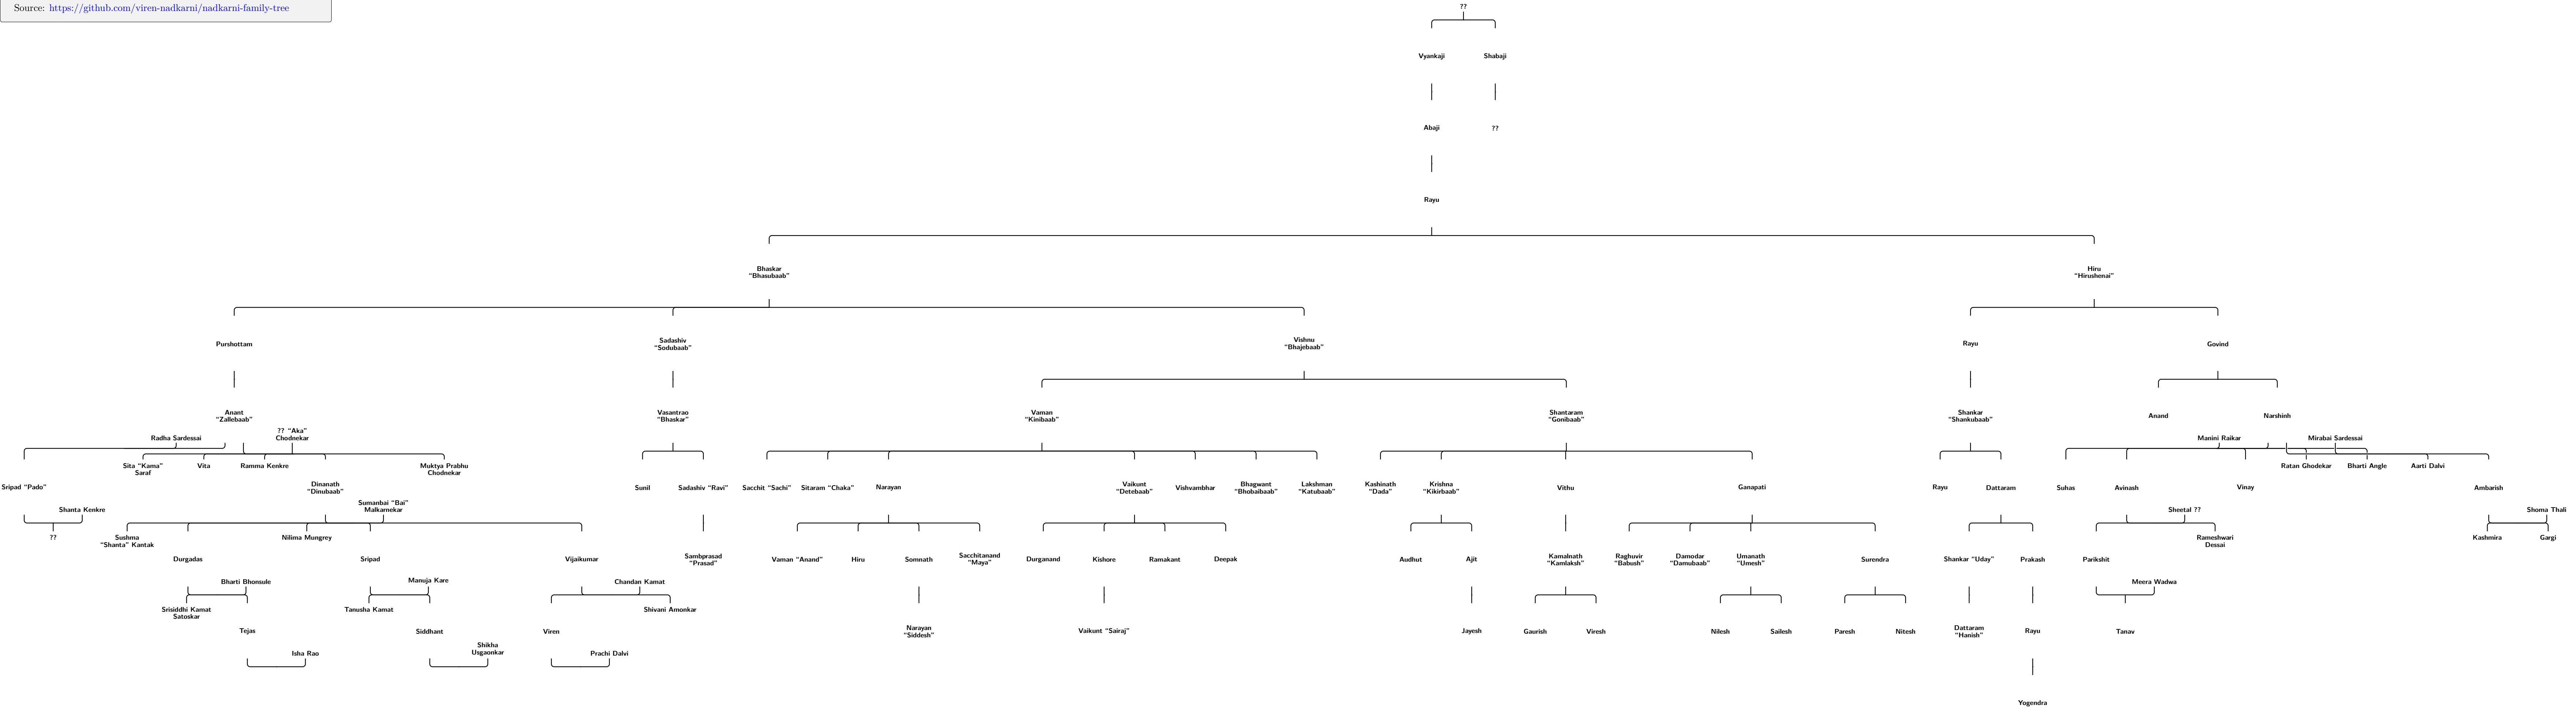 Source: https://github.com/viren-nadkarni/nadkarni-family-tree
??
Vyankaji
Shabaji
Abaji
??
Rayu
Bhaskar
"Bhasubaab"
Hiru
"Hirushenai"
Purshottam
Sadashiv
"Sodubaab"
Vishnu
"Bhajebaab"
Rayu
Govind
Anant
"Zallebaab"
Vasantrao
"Bhaskar"
Vaman
"Kinibaab"
Shantaram
"Gonibaab"
Shankar
"Shankubaab"
Anand
Narshinh
Radha Sardessai
?? "Aka"
Chodnekar
Manini Raikar
Mirabai Sardessai
Sita "Kama"
Saraf
Vita
Ramma Kenkre
Muktya Prabhu
Chodnekar
Ratan Ghodekar
Bharti Angle
Aarti Dalvi
Sripad "Pado"
Dinanath
"Dinubaab"
Sunil
Sadashiv "Ravi"
Sacchit "Sachi"
Sitaram "Chaka"
Narayan
Vaikunt
"Detebaab"
Vishvambhar
Bhagwant
"Bhobaibaab"
Lakshman
"Katubaab"
Kashinath
"Dada"
Krishna
"Kikirbaab"
Vithu
Ganapati
Rayu
Dattaram
Suhas
Avinash
Vinay
Ambarish
Shanta Kenkre
Sumanbai "Bai"
Malkarnekar
Sheetal ??
Shoma Thali
??
Sushma
"Shanta" Kantak
Nilima Mungrey
Rameshwari
Dessai
Kashmira
Gargi
Durgadas
Sripad
Vijaikumar
Sambprasad
"Prasad"
Vaman "Anand"
Hiru
Somnath
Sacchitanand
"Maya"
Durganand
Kishore
Ramakant
Deepak
Audhut
Ajit
Kamalnath
"Kamlaksh"
Raghuvir
"Babush"
Damodar
"Damubaab"
Umanath
"Umesh"
Surendra
Shankar "Uday"
Prakash
Parikshit
Bharti Bhonsule
Manuja Kare
Chandan Kamat
Meera Wadwa
Srisiddhi Kamat
Satoskar
Tanusha Kamat
Shivani Amonkar
Tejas
Siddhant
Viren
Narayan
"Siddesh"
Vaikunt "Sairaj"
Jayesh
Gaurish
Viresh
Nilesh
Sailesh
Paresh
Nitesh
Dattaram
"Hanish"
Rayu
Tanav
Isha Rao
Shikha
Usgaonkar
Prachi Dalvi
Yogendra